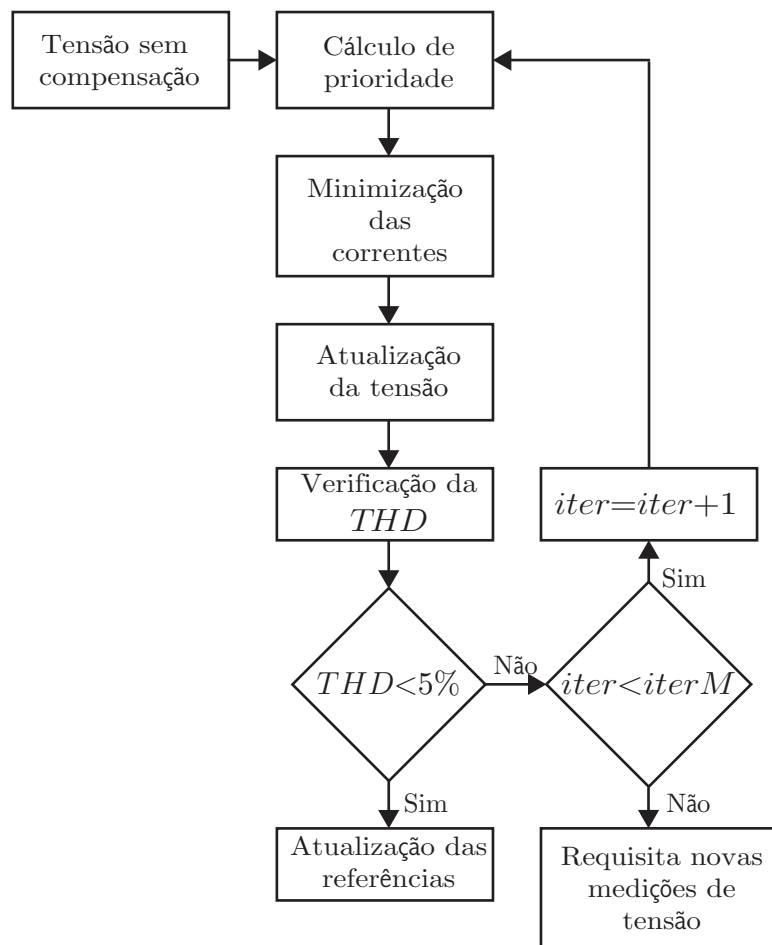 Tensão sem
compensação
Cálculo de
prioridade
Minimização
das
correntes
Atualização
da tensão
Verificação da
THD
iter=iter+1
Sim
THD<5%
Não
iter<iterM
Sim
Não
Atualização das
referências
Requisita novas
medições de
tensão